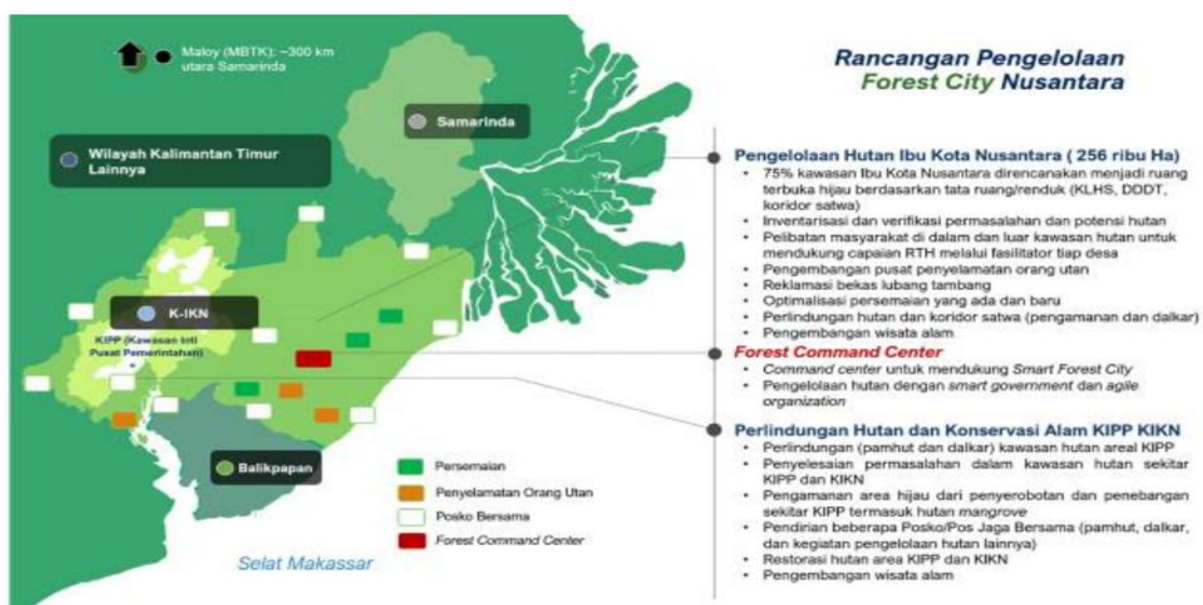 Maloy (MBTK): ~300 km
utara Samarinda
Samarinda
Wilayah Kalimantan Timur
Lainnya
K-IKN
KIPP (Kawasan Inti
Pusat Pemerintahan)
Balikpapan
Persemaian
Penyelamatan Orang Utan
Posko Bersama
Forest Command Center
Selat Makassar
Rancangan Pengelolaan
Forest City Nusantara
Pengelolaan Hutan Ibu Kota Nusantara ( 256 ribu Ha)
• 75% kawasan Ibu Kota Nusantara direncanakan menjadi ruang
terbuka hijau berdasarkan tata ruang/renduk (KLHS, DDDT,
koridor satwa)
• Inventarisasi dan verifikasi permasalahan dan potensi hutan
• Pelibatan masyarakat di dalam dan luar kawasan hutan untuk
mendukung capaian RTH melalui fasilitator tiap desa
• Pengembangan pusat penyelamatan orang utan
• Reklamasi bekas lubang tambang
• Optimalisasi persemaian yang ada dan baru
• Perlindungan hutan dan koridor satwa (pengamanan dan dalkar)
• Pengembangan wisata alam
Forest Command Center
• Command center untuk mendukung Smart Forest City
• Pengelolaan hutan dengan smart government dan agile
organization
Perlindungan Hutan dan Konservasi Alam KIPP KIKN
• Perlindungan (pamhut dan dalkar) kawasan hutan areal KIPP
• Penyelesaian permasalahan dalam kawasan hutan sekitar
KIPP dan KIKN
• Pengamanan area hijau dari penyerobotan dan penebangan
sekitar KIPP termasuk hutan mangrove
• Pendirian beberapa Posko/Pos Jaga Bersama (pamhut, dalkar,
dan kegiatan pengelolaan hutan lainnya)
• Restorasi hutan area KIPP dan KIKN
• Pengembangan wisata alam